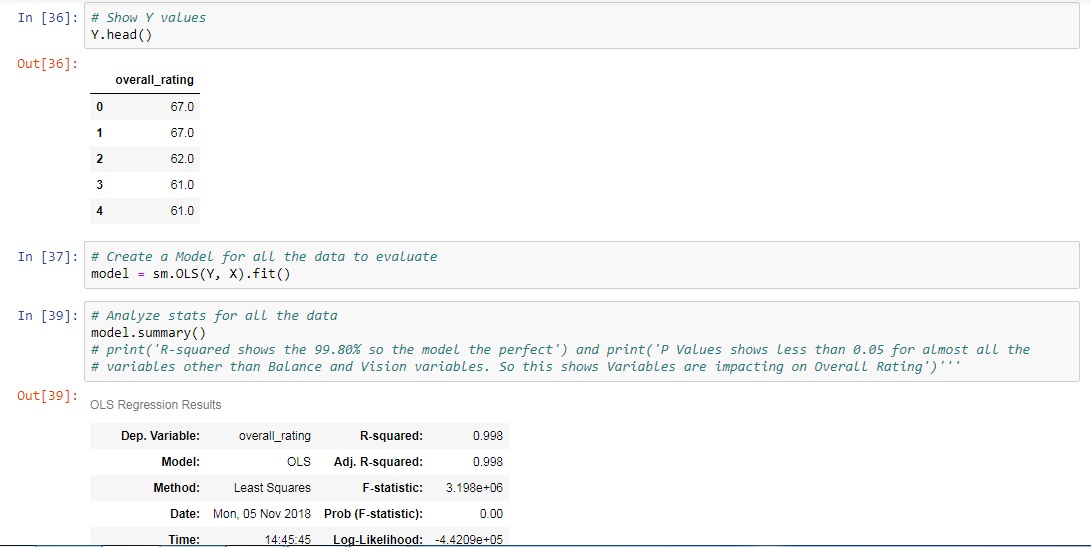 In [36]: # Show Y values
Y.head()
Out[36]:
overall_rating
0 67.0
1 67.0
2 62.0
3 61.0
4 61.0
In [37]: # Create a Model for all the data to evaluate
model = sm.OLS(Y, X).fit()
In [39]: # Analyze stats for all the data
model.summary()
# print('R-squared shows the 99.80% so the model the perfect') and print('P Values shows less than 0.05 for almost all the
# variables other than Balance and Vision variables. So this shows Variables are impacting on Overall Rating')'''
Out[39]: OLS Regression Results
Dep. Variable: overall_rating R-squared: 0.998
Model: OLS Adj. R-squared: 0.998
Method: Least Squares F-statistic: 3.198e+06
Date: Mon, 05 Nov 2018 Prob (F-statistic): 0.00
Time: 14:45:45 Log-Likelihood: -4.4209e+05